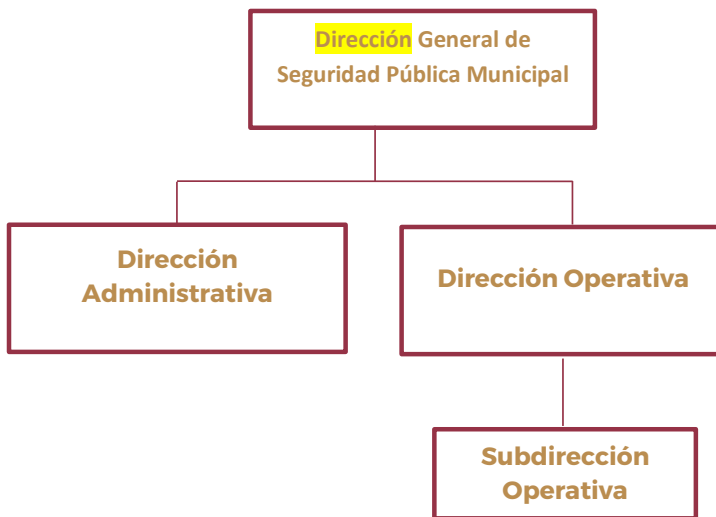 Dirección General de
Seguridad Pública Municipal
Dirección
Administrativa
Dirección Operativa
Subdirección
Operativa